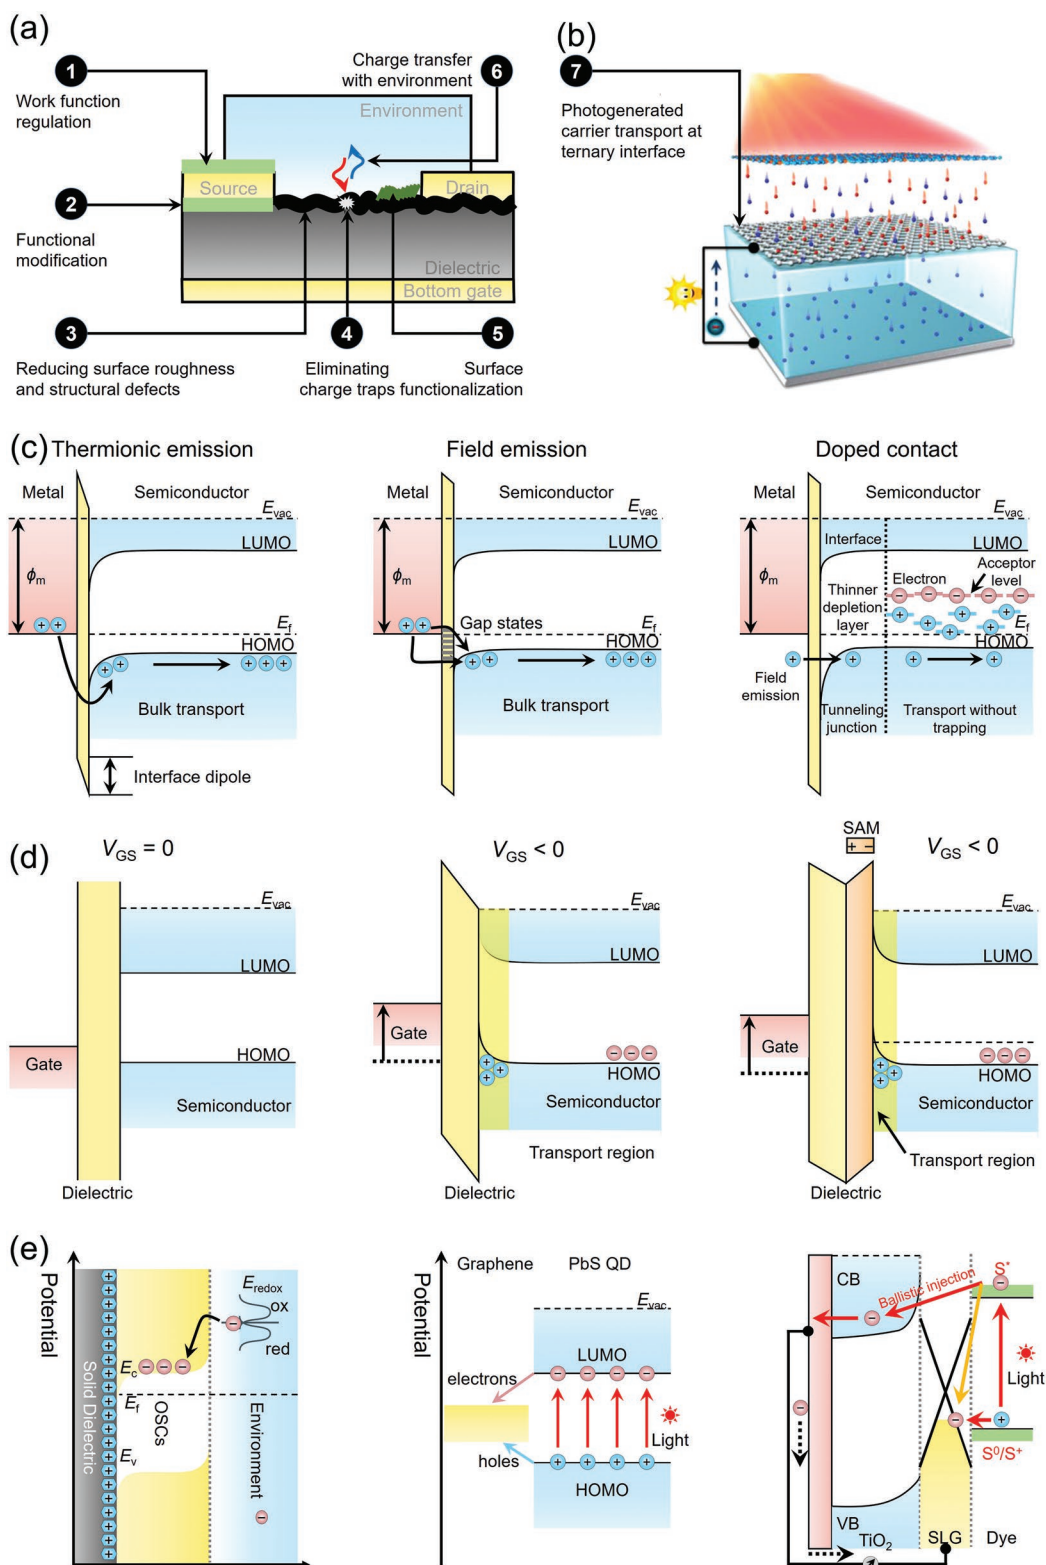 (a)
1
Work function
regulation
Charge transfer
with environment
6
Environment
Source
Drain
2
Functional
modification
Dielectric
Bottom gate
3
Reducing surface roughness
and structural defects
4
Eliminating
charge traps
5
Surface
functionalization
(b)
7
Photogenerated
carrier transport at
ternary interface
(c)
Thermionic emission
Metal
Semiconductor
Evac
LUMO
ϕm
Ef
HOMO
Bulk transport
Interface dipole
Field emission
Metal
Semiconductor
Evac
LUMO
ϕm
Gap states
Ef
HOMO
Bulk transport
Doped contact
Metal
Semiconductor
Evac
Interface
LUMO
ϕm
Electron
Acceptor
level
Thinner
depletion
layer
Ef
HOMO
Field
emission
Tunneling
junction
Transport without
trapping
(d)
VGS = 0
Evac
LUMO
Gate
HOMO
Semiconductor
Dielectric
VGS < 0
Evac
LUMO
Gate
HOMO
Semiconductor
Transport region
Dielectric
SAM
+ −
VGS < 0
Evac
LUMO
Gate
HOMO
Semiconductor
Transport region
Dielectric
(e)
Potential
Solid Dielectric
Ec
Ef
Ev
OSCs
Eredox
ox
red
Environment
Potential
Graphene
PbS QD
Evac
LUMO
electrons
Light
holes
HOMO
CB
Ballistic injection
S*
Light
S0/S+
VB
TiO2
SLG
Dye